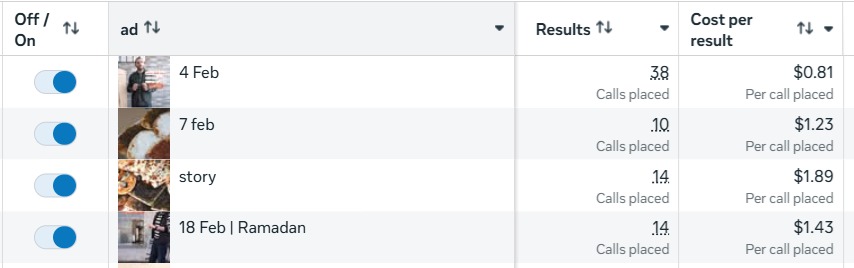 Off / On
ad
Results
Cost per result
4 Feb
38
$0.81
Calls placed
Per call placed
7 feb
10
$1.23
Calls placed
Per call placed
story
14
$1.89
Calls placed
Per call placed
18 Feb | Ramadan
14
$1.43
Calls placed
Per call placed